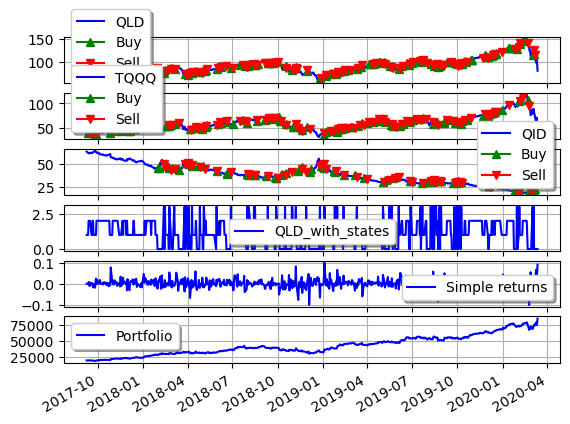 QLD
150
Buy
100
Sell
TQQQ
100
Buy
50
Sell
QID
50
Buy
25
Sell
2.5
QLD_with_states
0.0
0.1
0.0
Simple returns
−0.1
75000
Portfolio
50000
25000
2017-10
2018-01
2018-04
2018-07
2018-10
2019-01
2019-04
2019-07
2019-10
2020-01
2020-04